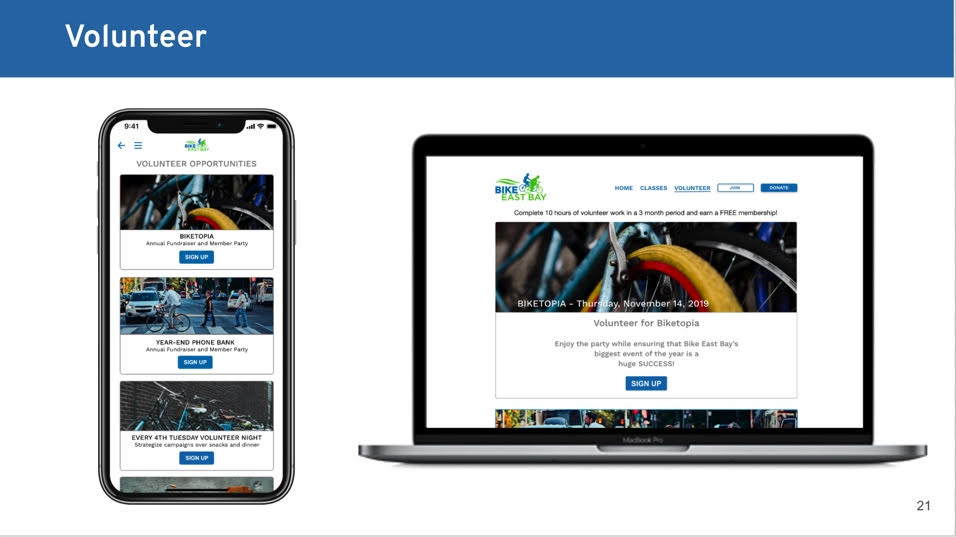 Volunteer
9:41
BIKE
EAST BAY
VOLUNTEER OPPORTUNITIES
BIKETOPIA
Annual Fundraiser and Member Party
SIGN UP
YEAR-END PHONE BANK
Annual Fundraiser and Member Party
SIGN UP
EVERY 4TH TUESDAY VOLUNTEER NIGHT
Strategize campaigns over snacks and dinner
SIGN UP
BIKE
EAST BAY
HOME CLASSES VOLUNTEER JOIN DONATE
Complete 10 hours of volunteer work in a 3 month period and earn a FREE membership!
BIKETOPIA - Thursday, November 14, 2019
Volunteer for Biketopia
Enjoy the party while ensuring that Bike East Bay's
biggest event of the year is a
huge SUCCESS!
SIGN UP
MacBook Pro
21